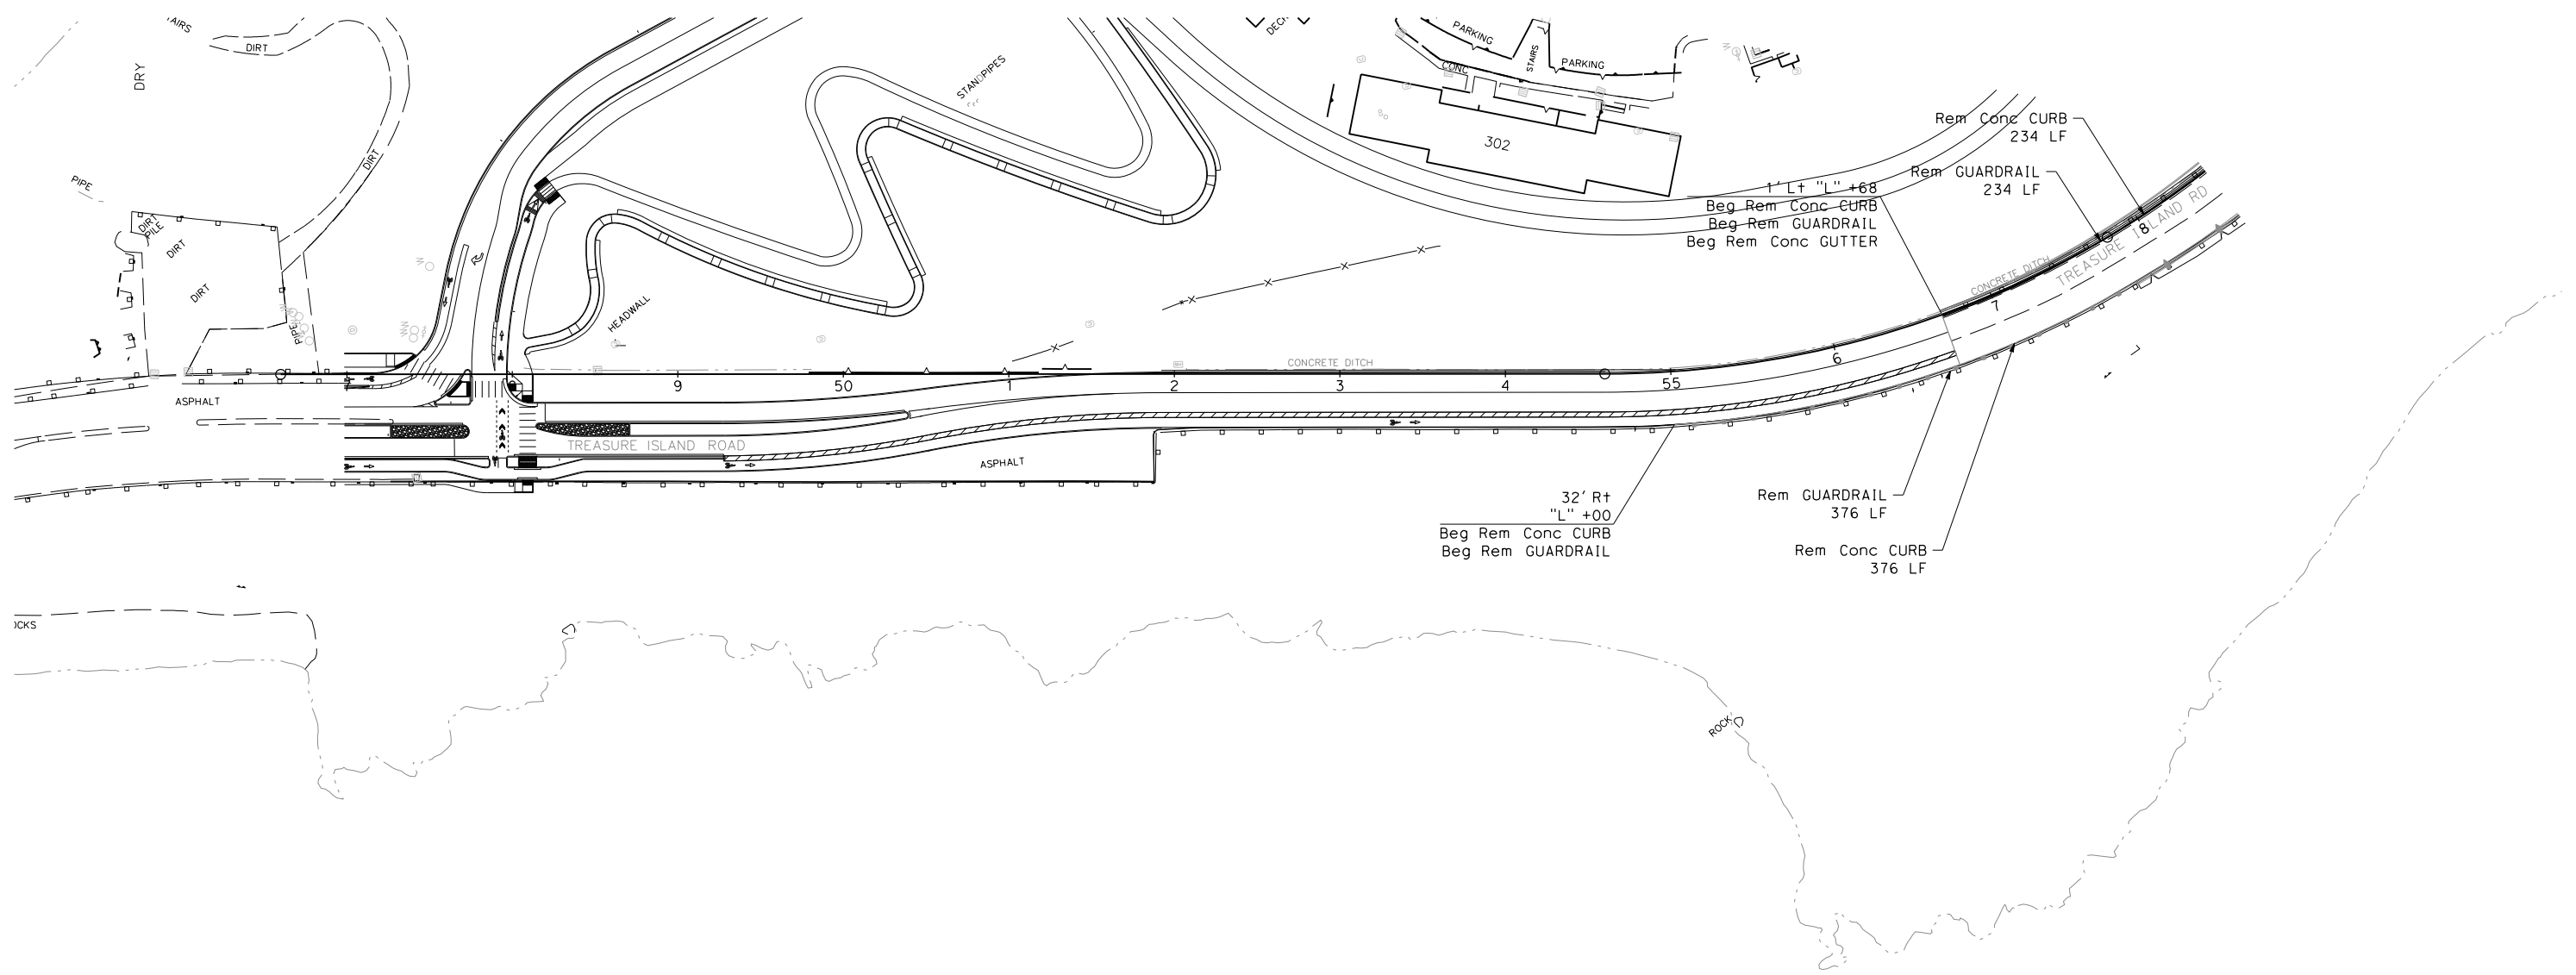 DIRT
DRY
STANDPIPES
PARKING
STAIRS
PARKING
CONC
302
DIRT
PIPE
DIRT
PILE
DIRT
DIRT
PIPE
HEADWALL
Rem Conc CURB
234 LF
Rem GUARDRAIL
234 LF
1' Lt "L" +68
Beg Rem Conc CURB
Beg Rem GUARDRAIL
Beg Rem Conc GUTTER
TREASURE ISLAND RD
CONCRETE DITCH
8
7
6
CONCRETE DITCH
9
50
1
2
3
4
55
ASPHALT
TREASURE ISLAND ROAD
ASPHALT
32' Rt
"L" +00
Beg Rem Conc CURB
Beg Rem GUARDRAIL
Rem GUARDRAIL
376 LF
Rem Conc CURB
376 LF
ROCK